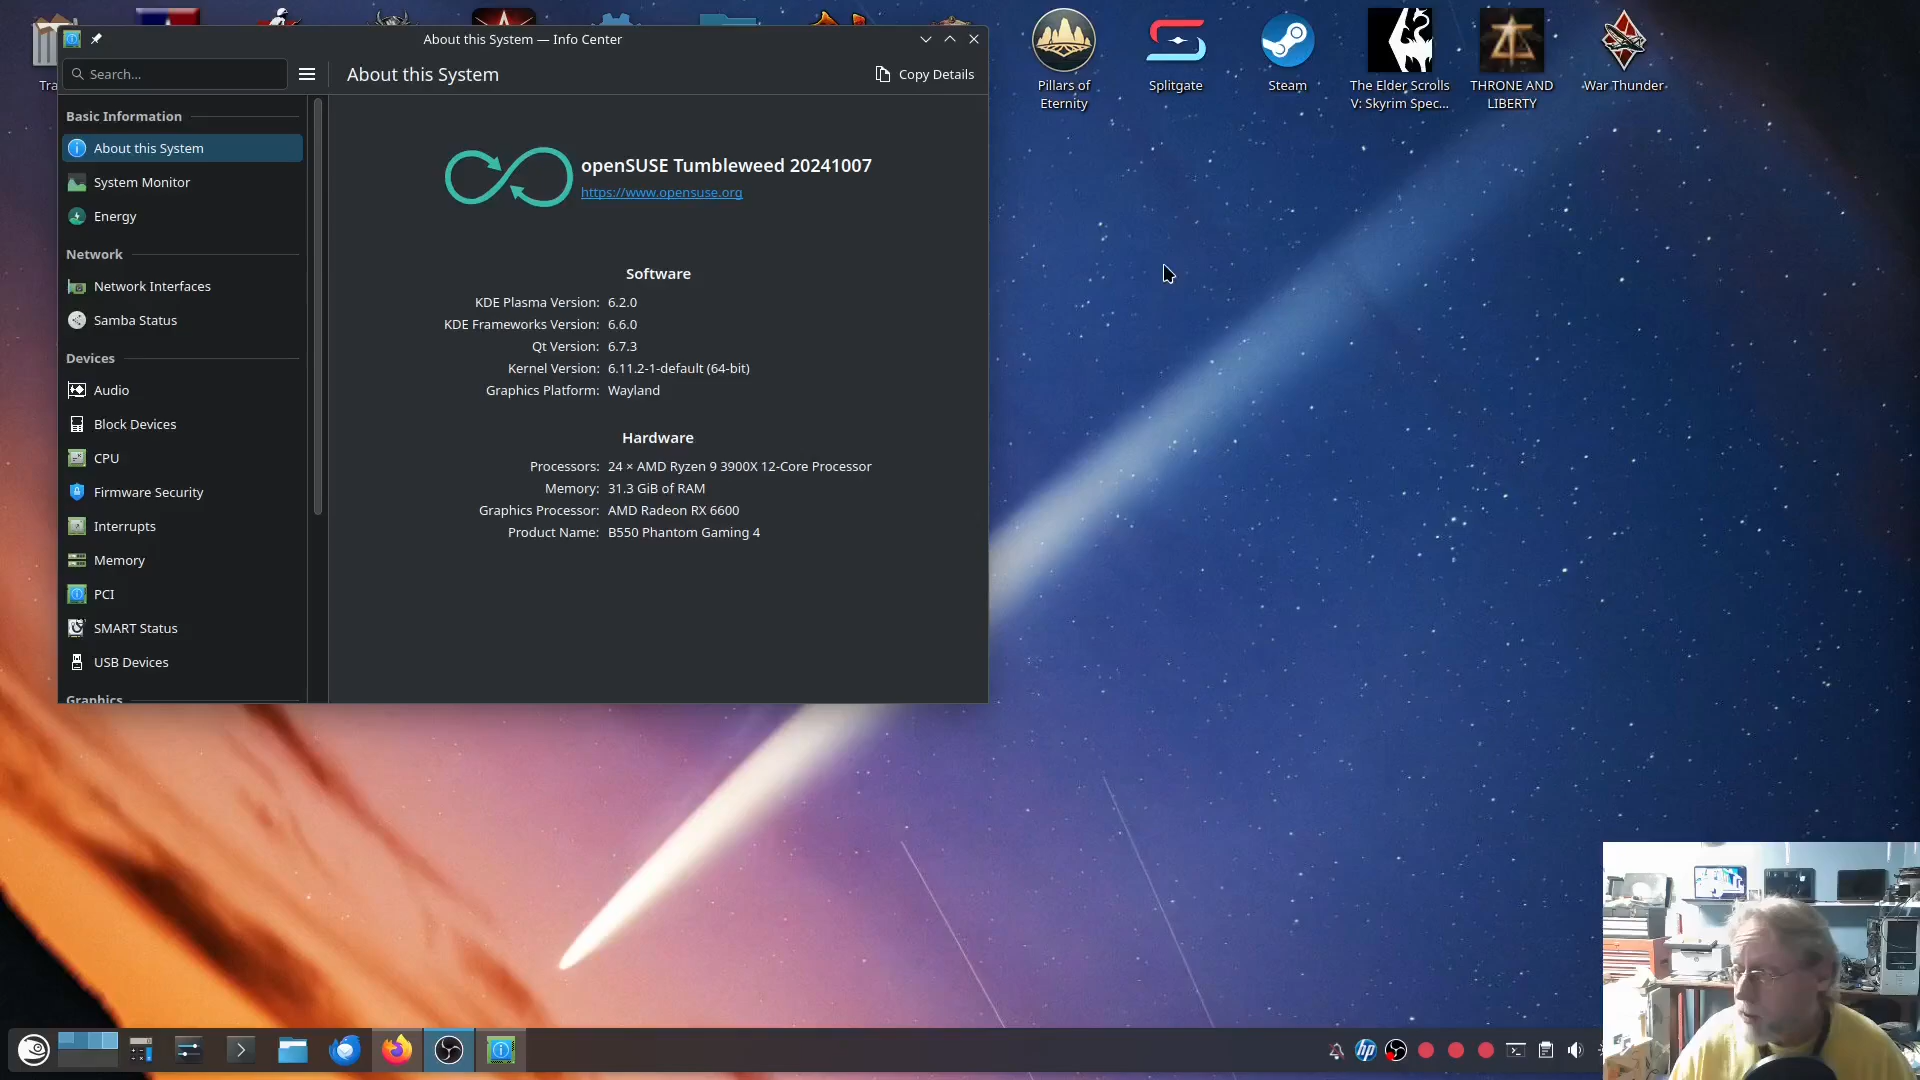 Tra
About this System — Info Center
Search...
About this System
Copy Details
Basic Information
About this System
System Monitor
Energy
Network
Network Interfaces
Samba Status
Devices
Audio
Block Devices
CPU
Firmware Security
Interrupts
Memory
PCI
SMART Status
USB Devices
Graphics
openSUSE Tumbleweed 20241007
https://www.opensuse.org
Software
KDE Plasma Version: 6.2.0
KDE Frameworks Version: 6.6.0
Qt Version: 6.7.3
Kernel Version: 6.11.2-1-default (64-bit)
Graphics Platform: Wayland
Hardware
Processors: 24 × AMD Ryzen 9 3900X 12-Core Processor
Memory: 31.3 GiB of RAM
Graphics Processor: AMD Radeon RX 6600
Product Name: B550 Phantom Gaming 4
Pillars of
Eternity
Splitgate
Steam
The Elder Scrolls
V: Skyrim Spec...
THRONE AND
LIBERTY
War Thunder
hp